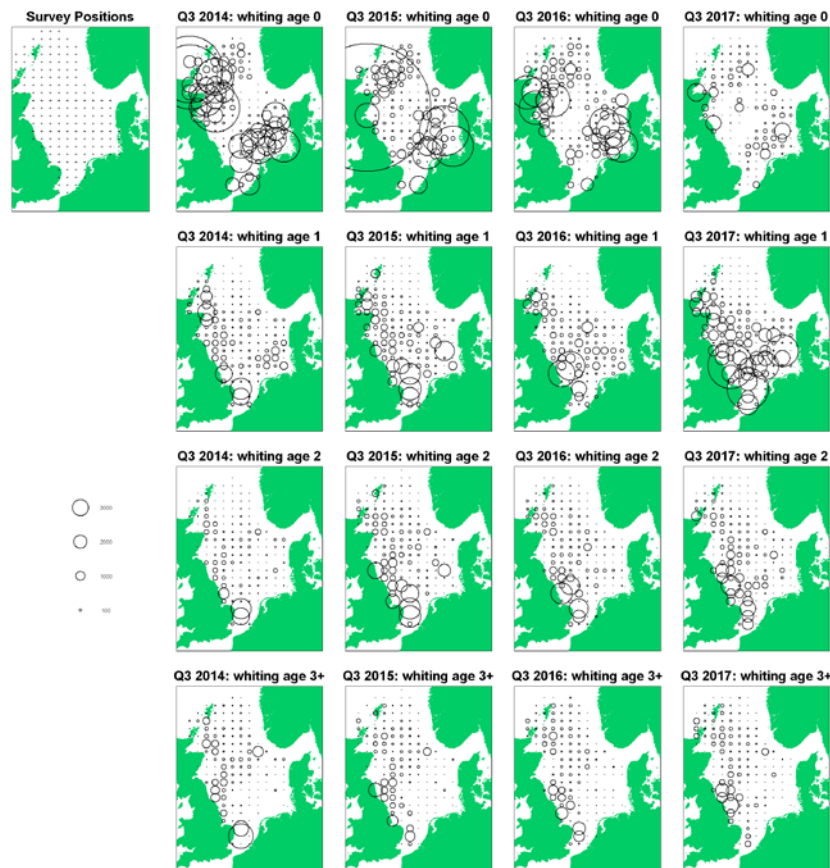 Survey Positions
Q3 2014: whiting age 0
Q3 2015: whiting age 0
Q3 2016: whiting age 0
Q3 2017: whiting age 0
Q3 2014: whiting age 1
Q3 2015: whiting age 1
Q3 2016: whiting age 1
Q3 2017: whiting age 1
Q3 2014: whiting age 2
Q3 2015: whiting age 2
Q3 2016: whiting age 2
Q3 2017: whiting age 2
3000
2500
1000
100
Q3 2014: whiting age 3+
Q3 2015: whiting age 3+
Q3 2016: whiting age 3+
Q3 2017: whiting age 3+